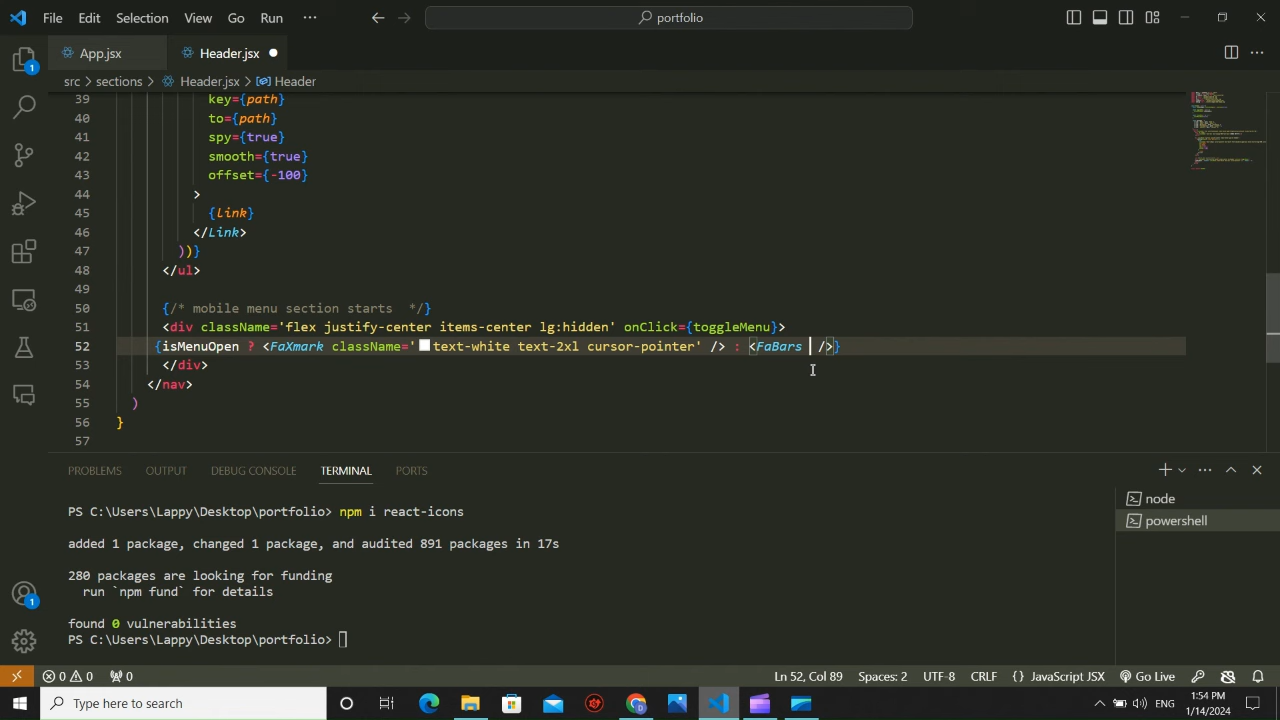 File Edit Selection View Go Run ··· portfolio
App.jsx Header.jsx
src > sections > Header.jsx > Header
39 key={path}
40 to={path}
41 spy={true}
42 smooth={true}
43 offset={-100}
44 >
45 {link}
46 </Link>
47 ))}
48 </ul>
49
50 {/* mobile menu section starts  */}
51 <div className='flex justify-center items-center lg:hidden' onClick={toggleMenu}>
52 {isMenuOpen ? <FaXmark className='text-white text-2xl cursor-pointer' /> : <FaBars  />}
53 </div>
54 </nav>
55 )
56 }
57
PROBLEMS OUTPUT DEBUG CONSOLE TERMINAL PORTS
PS C:\Users\Lappy\Desktop\portfolio> npm i react-icons
added 1 package, changed 1 package, and audited 891 packages in 17s
280 packages are looking for funding
run `npm fund` for details
found 0 vulnerabilities
PS C:\Users\Lappy\Desktop\portfolio>
node
powershell
1
1
0 0 0 Ln 52, Col 89 Spaces: 2 UTF-8 CRLF {} JavaScript JSX Go Live
Type here to search ENG 1:54 PM
1/14/2024